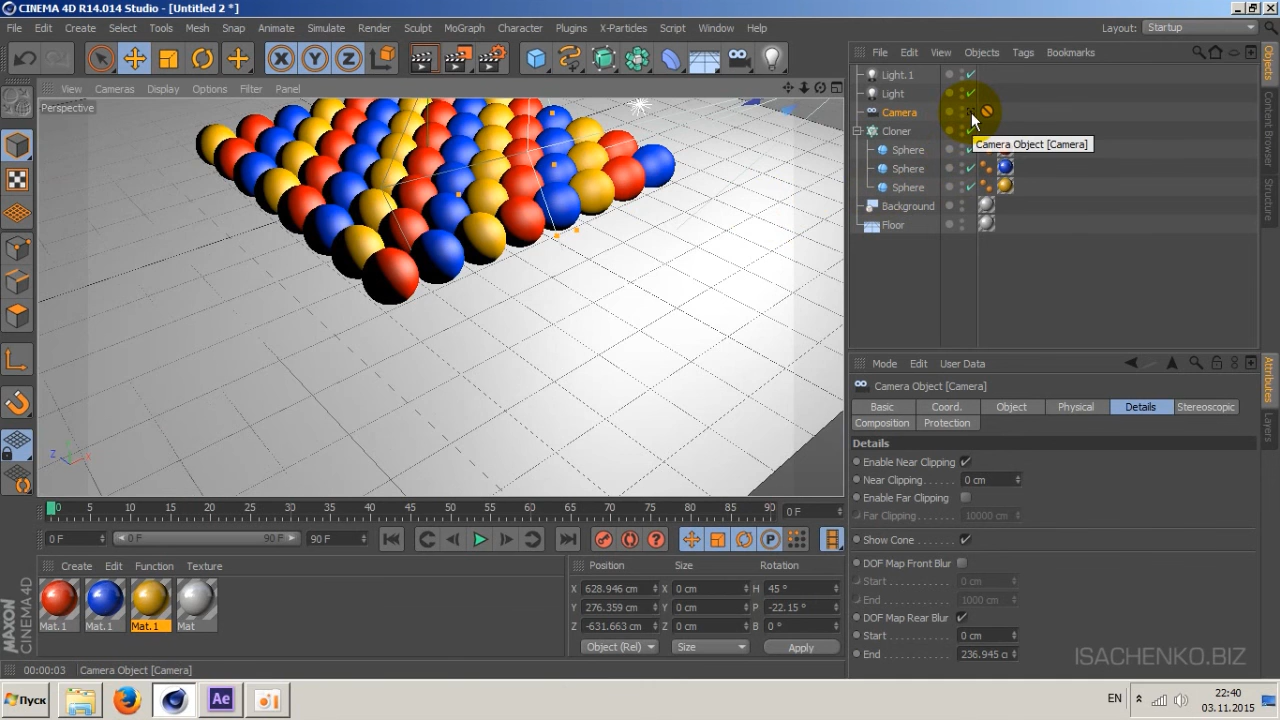 CINEMA 4D R14.014 Studio - [Untitled 2 *]
File Edit Create Select Tools Mesh Snap Animate Simulate Render Sculpt MoGraph Character Plugins X-Particles Script Window Help
Layout: Startup
View Cameras Display Options Filter Panel
Perspective
File Edit View Objects Tags Bookmarks
Light.1
Light
Camera
Cloner
Camera Object [Camera]
Sphere
Sphere
Sphere
Background
Floor
Objects
Content Browser
Structure
X Y Z
Z X
Mode Edit User Data
Camera Object [Camera]
Basic Coord. Object Physical Details Stereoscopic
Composition Protection
Details
Enable Near Clipping
Near Clipping 0 cm
Enable Far Clipping
Far Clipping 10000 cm
Show Cone
DOF Map Front Blur
Start 0 cm
End 1000 cm
DOF Map Rear Blur
Start 0 cm
End 236.945 c
Attributes
Layers
0 5 10 15 20 25 30 35 40 45 50 55 60 65 70 75 80 85 90 0 F
0 F 0 F 90 F 90 F
P
Create Edit Function Texture
Mat.1 Mat.1 Mat.1 Mat
Position Size Rotation
X 628.946 cm X 0 cm H 45 °
Y 276.359 cm Y 0 cm P -22.15 °
Z -631.663 cm Z 0 cm B 0 °
Object (Rel) Size Apply
MAXON
CINEMA 4D
00:00:03 Camera Object [Camera]
ISACHENKO.BIZ
Пуск
Ae
EN
22:40
03.11.2015